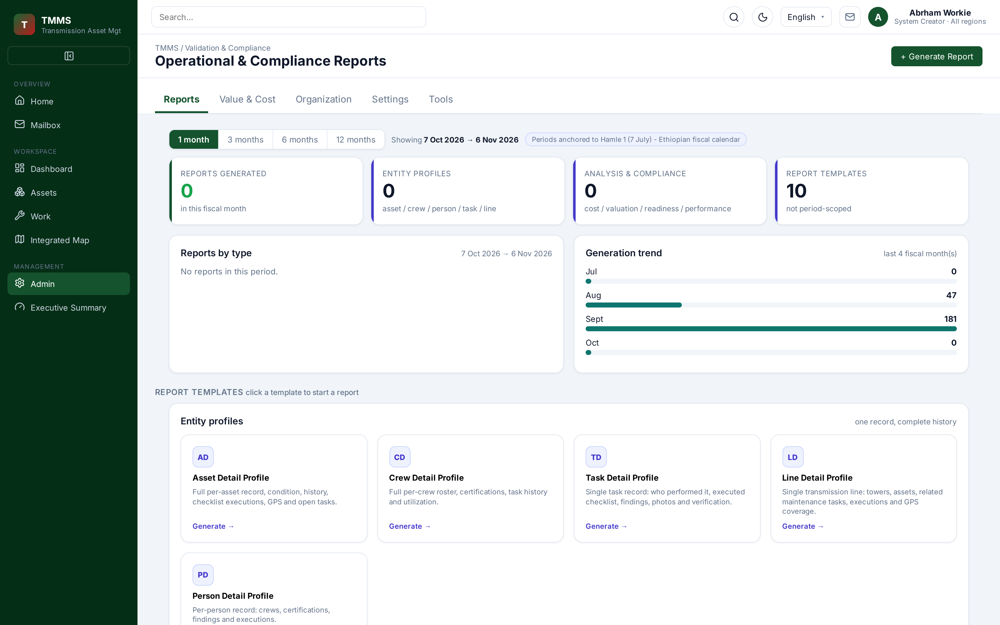 T
TMMS
Transmission Asset Mgt
OVERVIEW
Home
Mailbox
WORKSPACE
Dashboard
Assets
Work
Integrated Map
MANAGEMENT
Admin
Executive Summary
Search...
English
A
Abrham Workie
System Creator · All regions
TMMS / Validation & Compliance
Operational & Compliance Reports
+ Generate Report
Reports
Value & Cost
Organization
Settings
Tools
1 month
3 months
6 months
12 months
Showing 7 Oct 2026 → 6 Nov 2026
Periods anchored to Hamle 1 (7 July) - Ethiopian fiscal calendar
REPORTS GENERATED
0
in this fiscal month
ENTITY PROFILES
0
asset / crew / person / task / line
ANALYSIS & COMPLIANCE
0
cost / valuation / readiness / performance
REPORT TEMPLATES
10
not period-scoped
Reports by type
7 Oct 2026 → 6 Nov 2026
No reports in this period.
Generation trend
last 4 fiscal month(s)
Jul 0
Aug 47
Sept 181
Oct 0
REPORT TEMPLATES click a template to start a report
Entity profiles
one record, complete history
AD
Asset Detail Profile
Full per-asset record, condition, history,
checklist executions, GPS and open tasks.
Generate →
CD
Crew Detail Profile
Full per-crew roster, certifications, task history
and utilization.
Generate →
TD
Task Detail Profile
Single task record: who performed it, executed
checklist, findings, photos and verification.
Generate →
LD
Line Detail Profile
Single transmission line: towers, assets, related
maintenance tasks, executions and GPS
coverage.
Generate →
PD
Person Detail Profile
Per-person record: crews, certifications,
findings and executions.